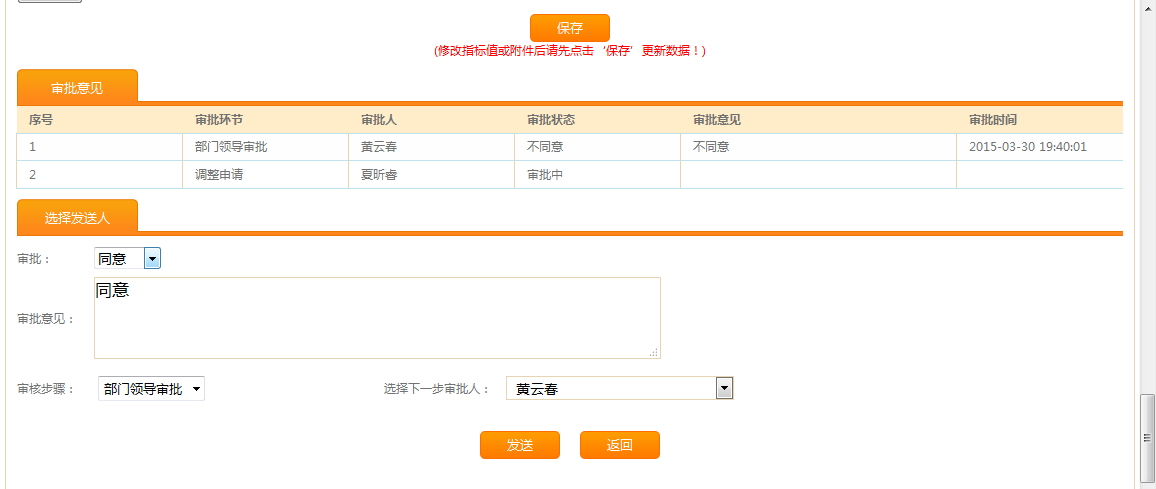 保存
(修改指标值或附件后请先点击‘保存’更新数据！)
审批意见
序号 审批环节 审批人 审批状态 审批意见 审批时间
1 部门领导审批 黄云春 不同意 不同意 2015-03-30 19:40:01
2 调整申请 夏昕睿 审批中
选择发送人
审批： 同意
审批意见： 同意
审核步骤： 部门领导审批 选择下一步审批人： 黄云春
发送 返回